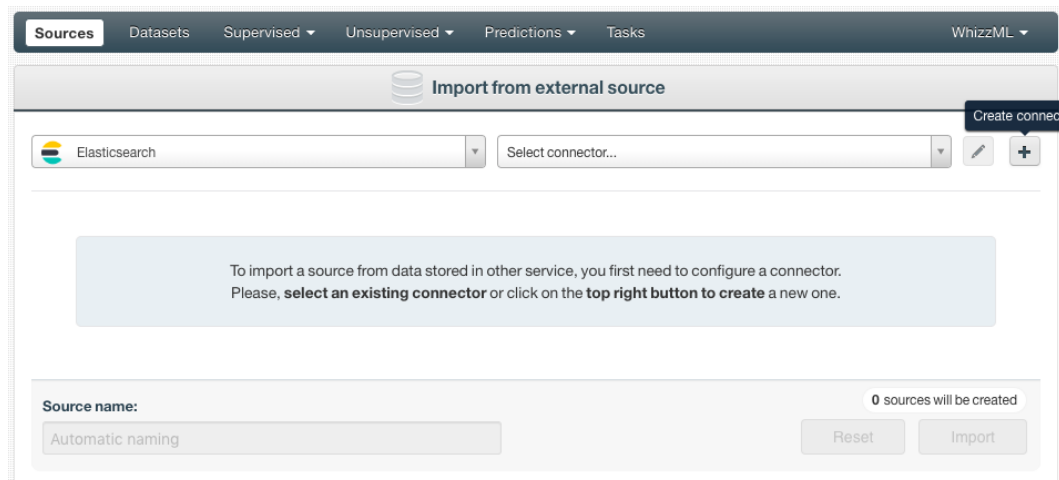 Sources Datasets Supervised Unsupervised Predictions Tasks WhizzML
Import from external source
Create connec
Elasticsearch Select connector...
To import a source from data stored in other service, you first need to configure a connector.
Please, select an existing connector or click on the top right button to create a new one.
Source name:
0 sources will be created
Automatic naming
Reset Import